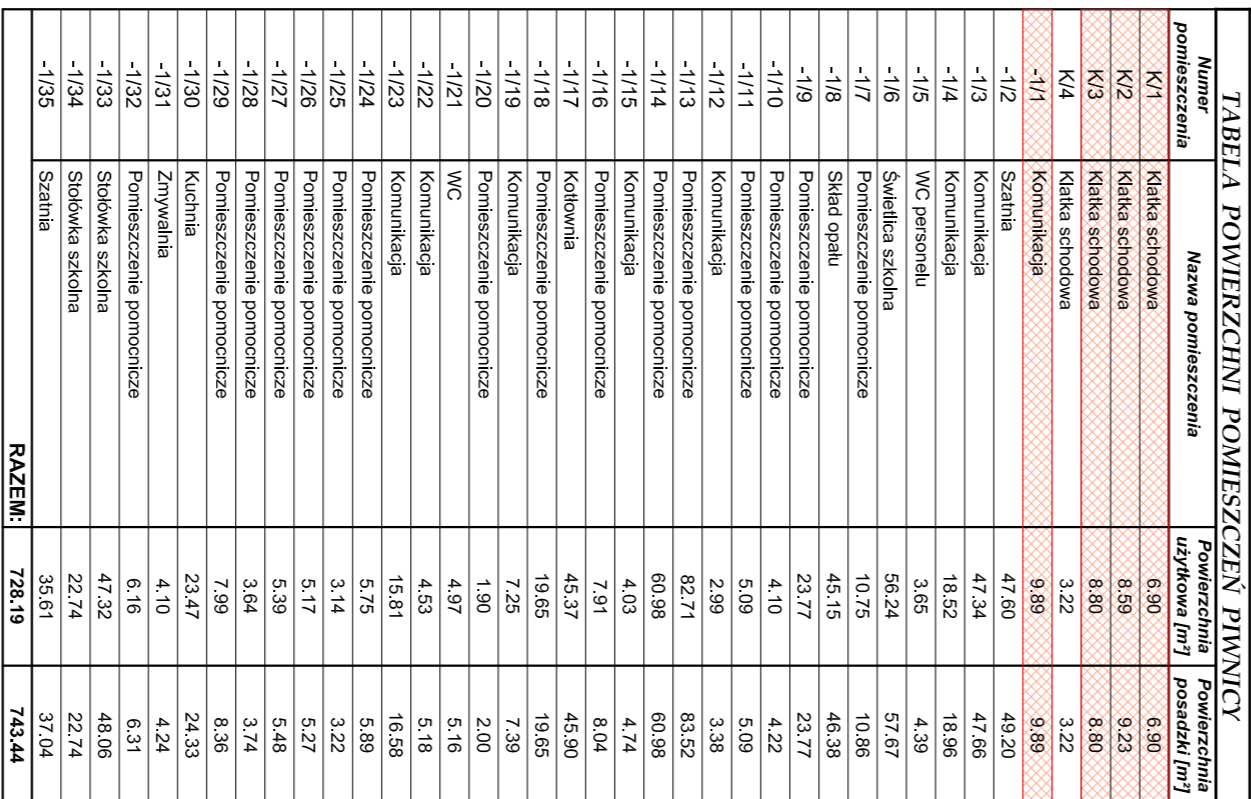 TABELA POWIERZCHNI POMIESZCZEŃ PIWNICY
Numer pomieszczenia Nazwa pomieszczenia Powierzchnia użytkowa [m²] Powierzchnia posadzki [m²]
K/1 Klatka schodowa 6.90 6.90
K/2 Klatka schodowa 8.59 9.23
K/3 Klatka schodowa 8.80 8.80
K/4 Klatka schodowa 3.22 3.22
-1/1 Komunikacja 9.89 9.89
-1/2 Szatnia 47.60 49.20
-1/3 Komunikacja 47.34 47.66
-1/4 Komunikacja 18.52 18.96
-1/5 WC personelu 3.65 4.39
-1/6 Świetlica szkolna 56.24 57.67
-1/7 Pomieszczenie pomocnicze 10.75 10.86
-1/8 Skład opału 45.15 46.38
-1/9 Pomieszczenie pomocnicze 23.77 23.77
-1/10 Pomieszczenie pomocnicze 4.10 4.22
-1/11 Pomieszczenie pomocnicze 5.09 5.09
-1/12 Komunikacja 2.99 3.38
-1/13 Pomieszczenie pomocnicze 82.71 83.52
-1/14 Pomieszczenie pomocnicze 60.98 60.98
-1/15 Komunikacja 4.03 4.74
-1/16 Pomieszczenie pomocnicze 7.91 8.04
-1/17 Kotłownia 45.37 45.90
-1/18 Pomieszczenie pomocnicze 19.65 19.65
-1/19 Komunikacja 7.25 7.39
-1/20 Pomieszczenie pomocnicze 1.90 2.00
-1/21 WC 4.97 5.16
-1/22 Komunikacja 4.53 5.18
-1/23 Komunikacja 15.81 16.58
-1/24 Pomieszczenie pomocnicze 5.75 5.89
-1/25 Pomieszczenie pomocnicze 3.14 3.22
-1/26 Pomieszczenie pomocnicze 5.17 5.27
-1/27 Pomieszczenie pomocnicze 5.39 5.48
-1/28 Pomieszczenie pomocnicze 3.64 3.74
-1/29 Pomieszczenie pomocnicze 7.99 8.36
-1/30 Kuchnia 23.47 24.33
-1/31 Zmywalnia 4.10 4.24
-1/32 Pomieszczenie pomocnicze 6.16 6.31
-1/33 Stołówka szkolna 47.32 48.06
-1/34 Stołówka szkolna 22.74 22.74
-1/35 Szatnia 35.61 37.04
RAZEM: 728.19 743.44